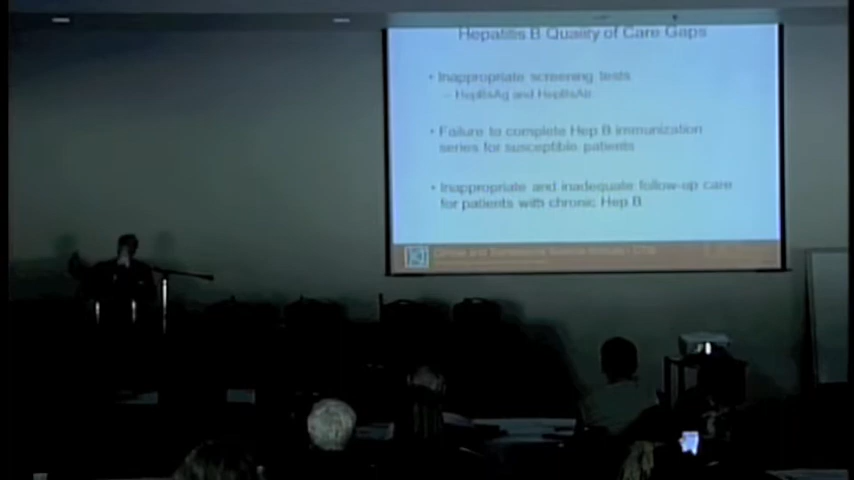 Hepatitis B Quality of Care Gaps
• Inappropriate screening tests
– HepBsAg and HepBsAb
• Failure to complete Hep B immunization
series for susceptible patients
• Inappropriate and inadequate follow-up care
for patients with chronic Hep B